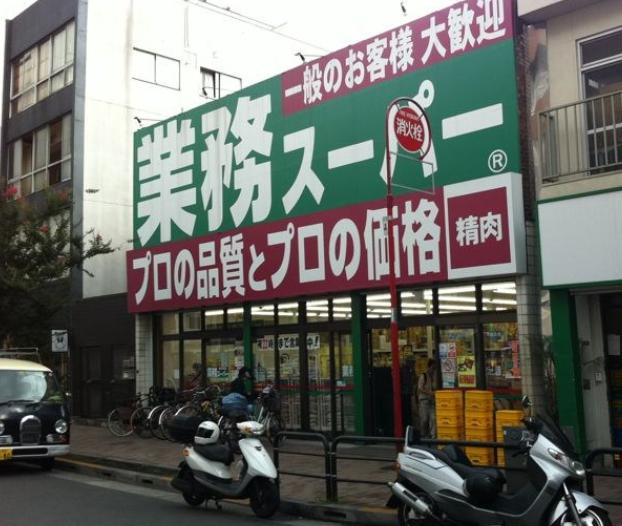 一般のお客様 大歓迎
業務スーパー®
消火栓
プロの品質とプロの価格
精肉